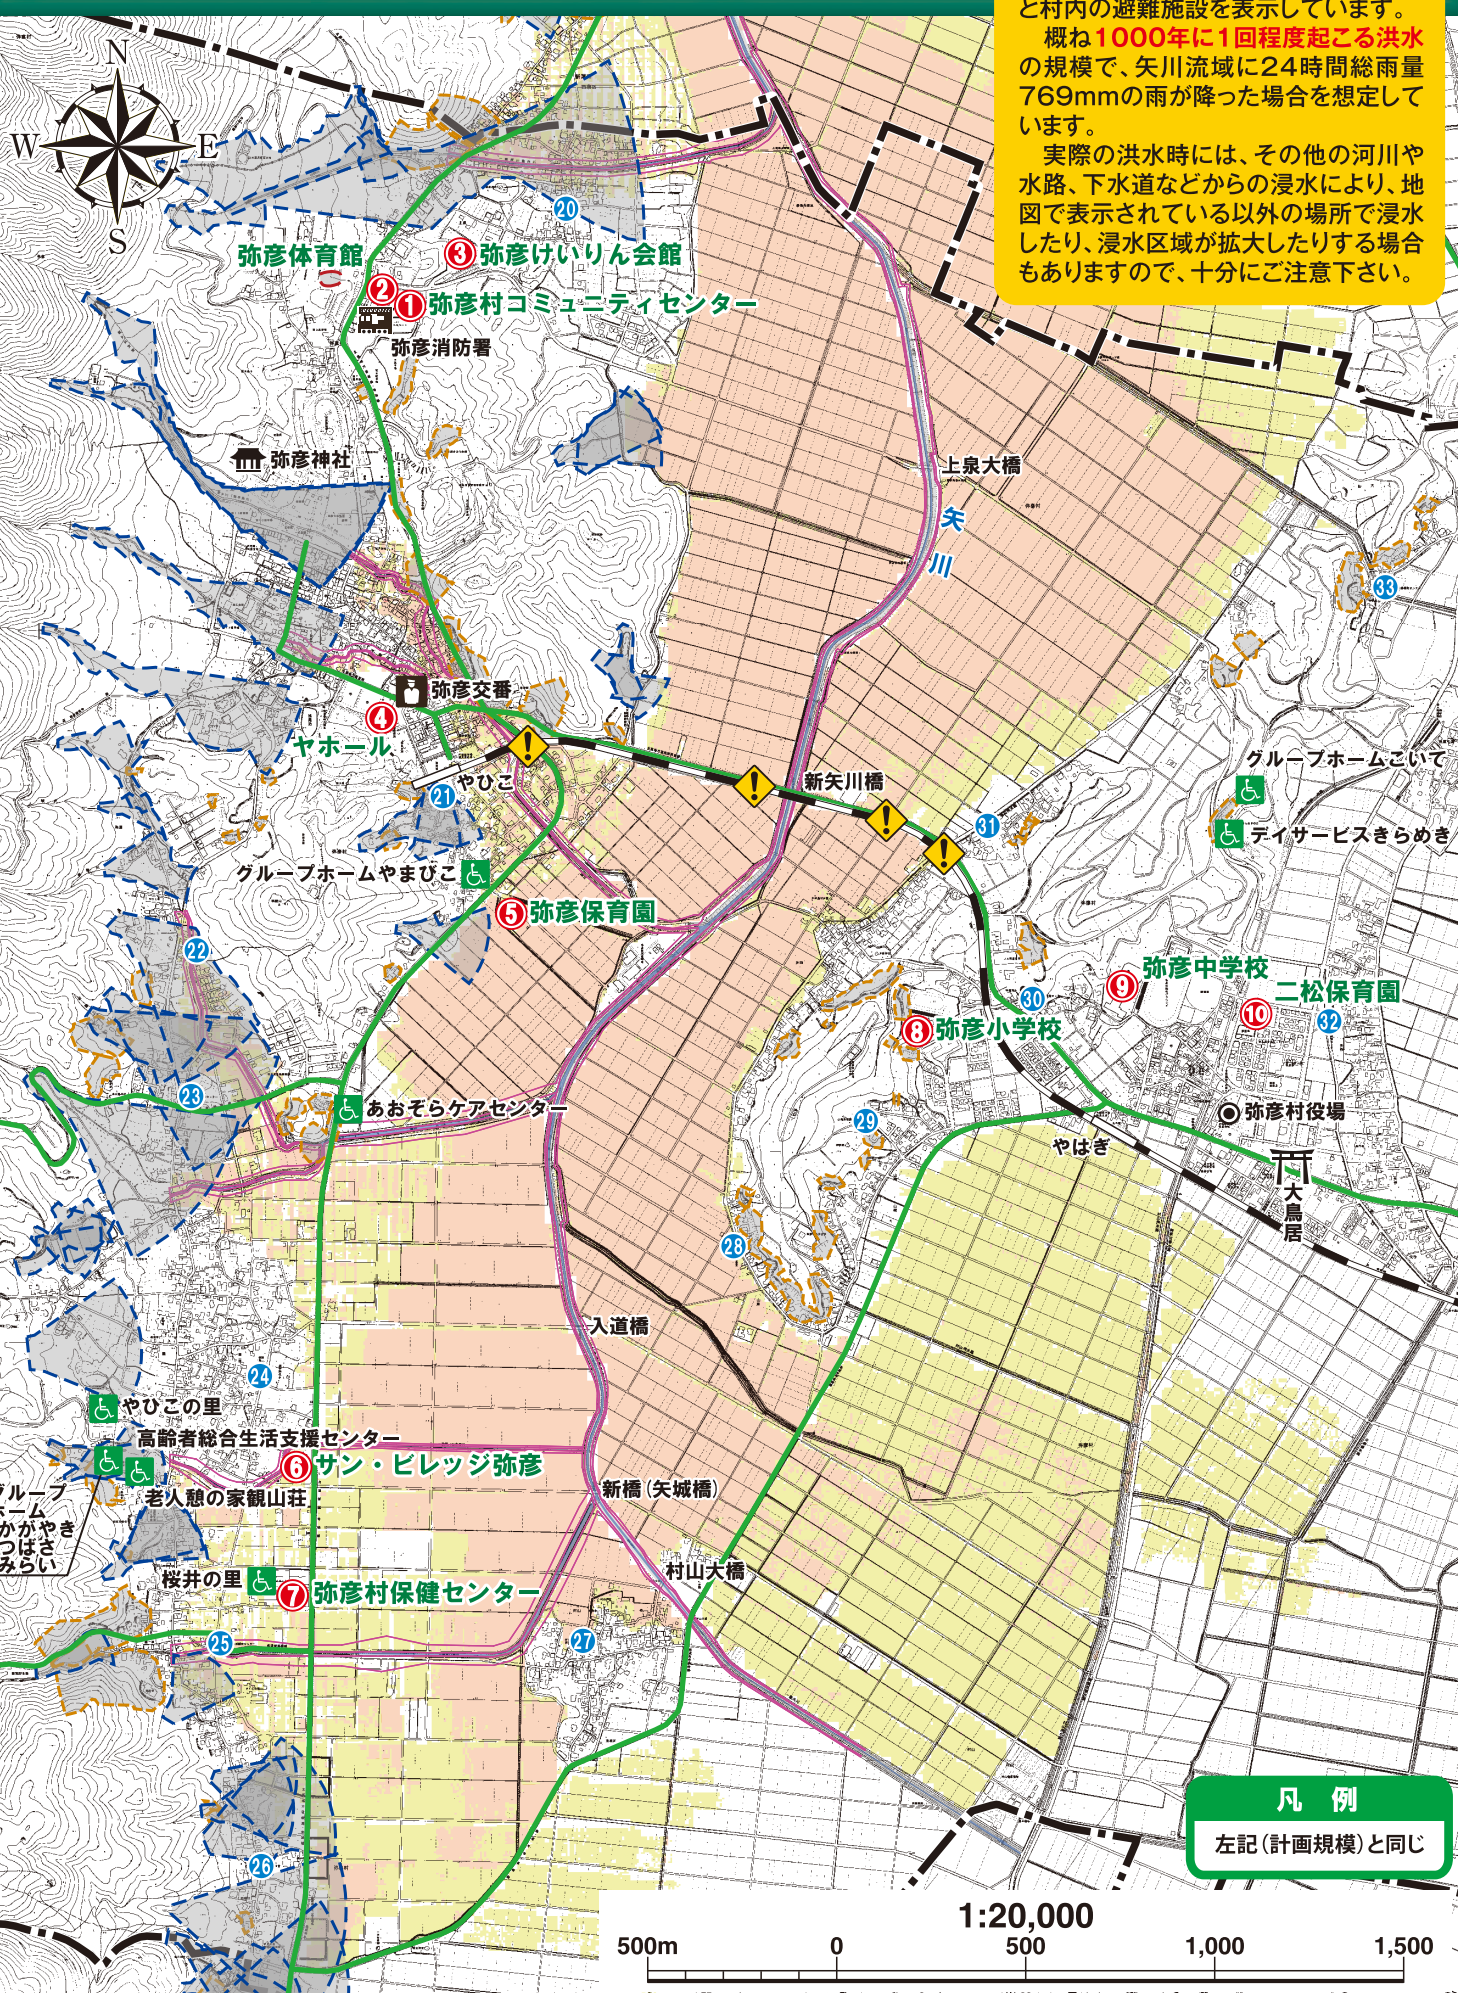 と村内の避難施設を表示しています。
概ね1000年に1回程度起こる洪水
の規模で、矢川流域に24時間総雨量
769mmの雨が降った場合を想定して
います。
実際の洪水時には、その他の河川や
水路、下水道などからの浸水により、地
図で表示されている以外の場所で浸水
したり、浸水区域が拡大したりする場合
もありますので、十分にご注意下さい。
N
W
E
S
20
弥彦体育館
3 弥彦けいりん会館
2
1 弥彦村コミュニティセンター
弥彦消防署
弥彦神社
上泉大橋
矢
川
33
弥彦交番
4
ヤホール
やひこ
21
新矢川橋
グループホームこいて
デイサービスきらめき
31
グループホームやまびこ
5 弥彦保育園
22
9 弥彦中学校
二松保育園
10
32
30
8 弥彦小学校
23
あおぞらケアセンター
29
弥彦村役場
やはぎ
大鳥居
28
入道橋
24
やひこの里
高齢者総合生活支援センター
6 サン・ビレッジ弥彦
老人憩の家観山荘
グループ
ホーム
かがやき
つばさ
みらい
新橋(矢城橋)
村山大橋
桜井の里
7 弥彦村保健センター
25
27
26
凡 例
左記(計画規模)と同じ
1:20,000
500m 0 500 1,000 1,500